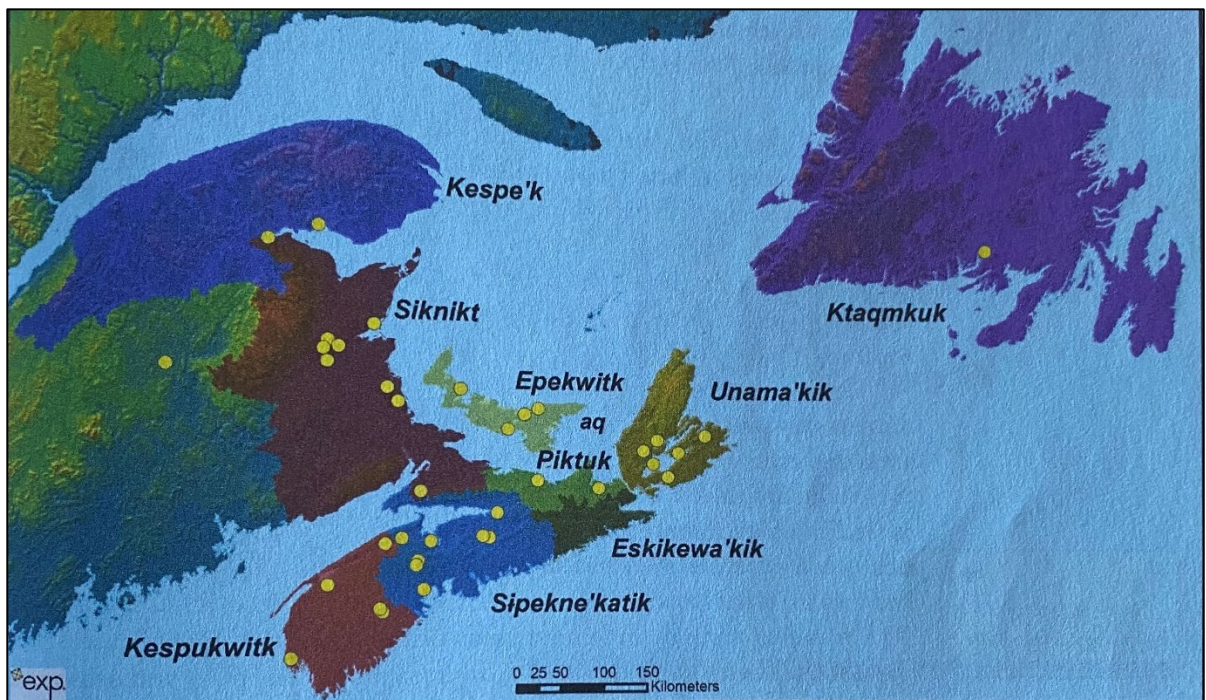 Kespe'k
Siknikt
Ktaqmkuk
Epekwitk
aq
Piktuk
Unama'kik
Eskikewa'kik
Sɨpekne'katik
Kespukwitk
0 25 50 100 150
Kilometers
exp.